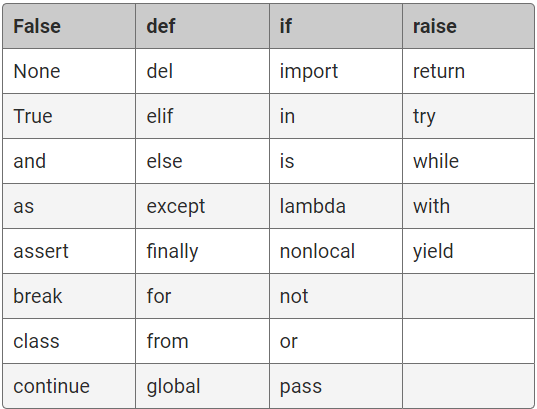 False def if raise
None del import return
True elif in try
and else is while
as except lambda with
assert finally nonlocal yield
break for not
class from or
continue global pass